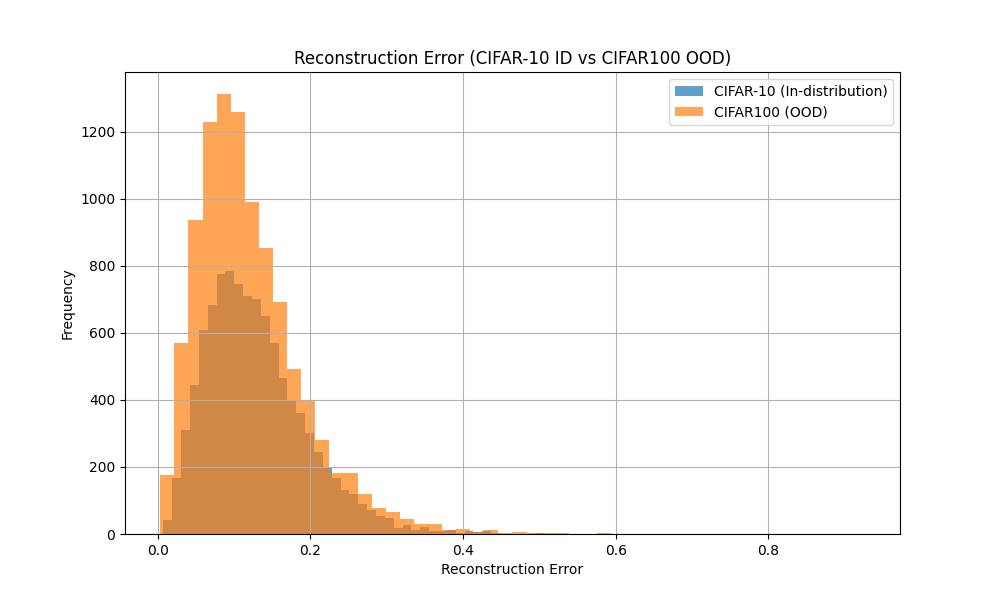 Reconstruction Error (CIFAR-10 ID vs CIFAR100 OOD)
CIFAR-10 (In-distribution)
CIFAR100 (OOD)
Frequency
1200
1000
800
600
400
200
0
0.0 0.2 0.4 0.6 0.8
Reconstruction Error